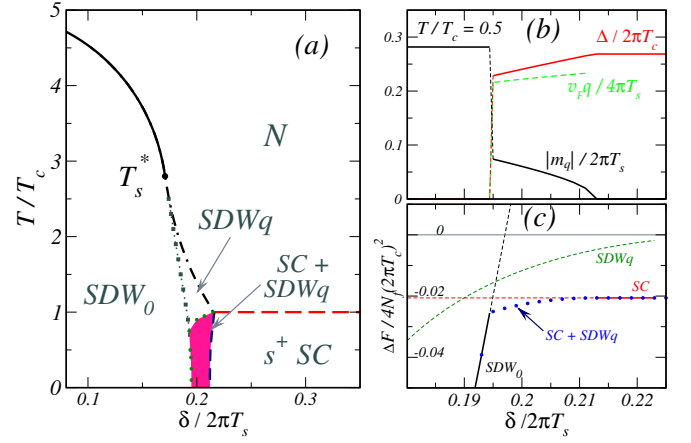 (a)
5
4
3
2
1
0
T / T_c
N
T_s^*
SDWq
SC +
SDWq
SDW_0
s^+ SC
0.1
0.2
0.3
δ / 2πT_s
T / T_c = 0.5
(b)
Δ / 2πT_c
v_F q / 4πT_s
|m_q| / 2πT_s
0.3
0.2
0.1
0
(c)
0
-0.02
-0.04
ΔF / 4N_f(2πT_c)^2
SDWq
SC
SC + SDWq
SDW_0
0.19
0.20
0.21
0.22
δ / 2πT_s